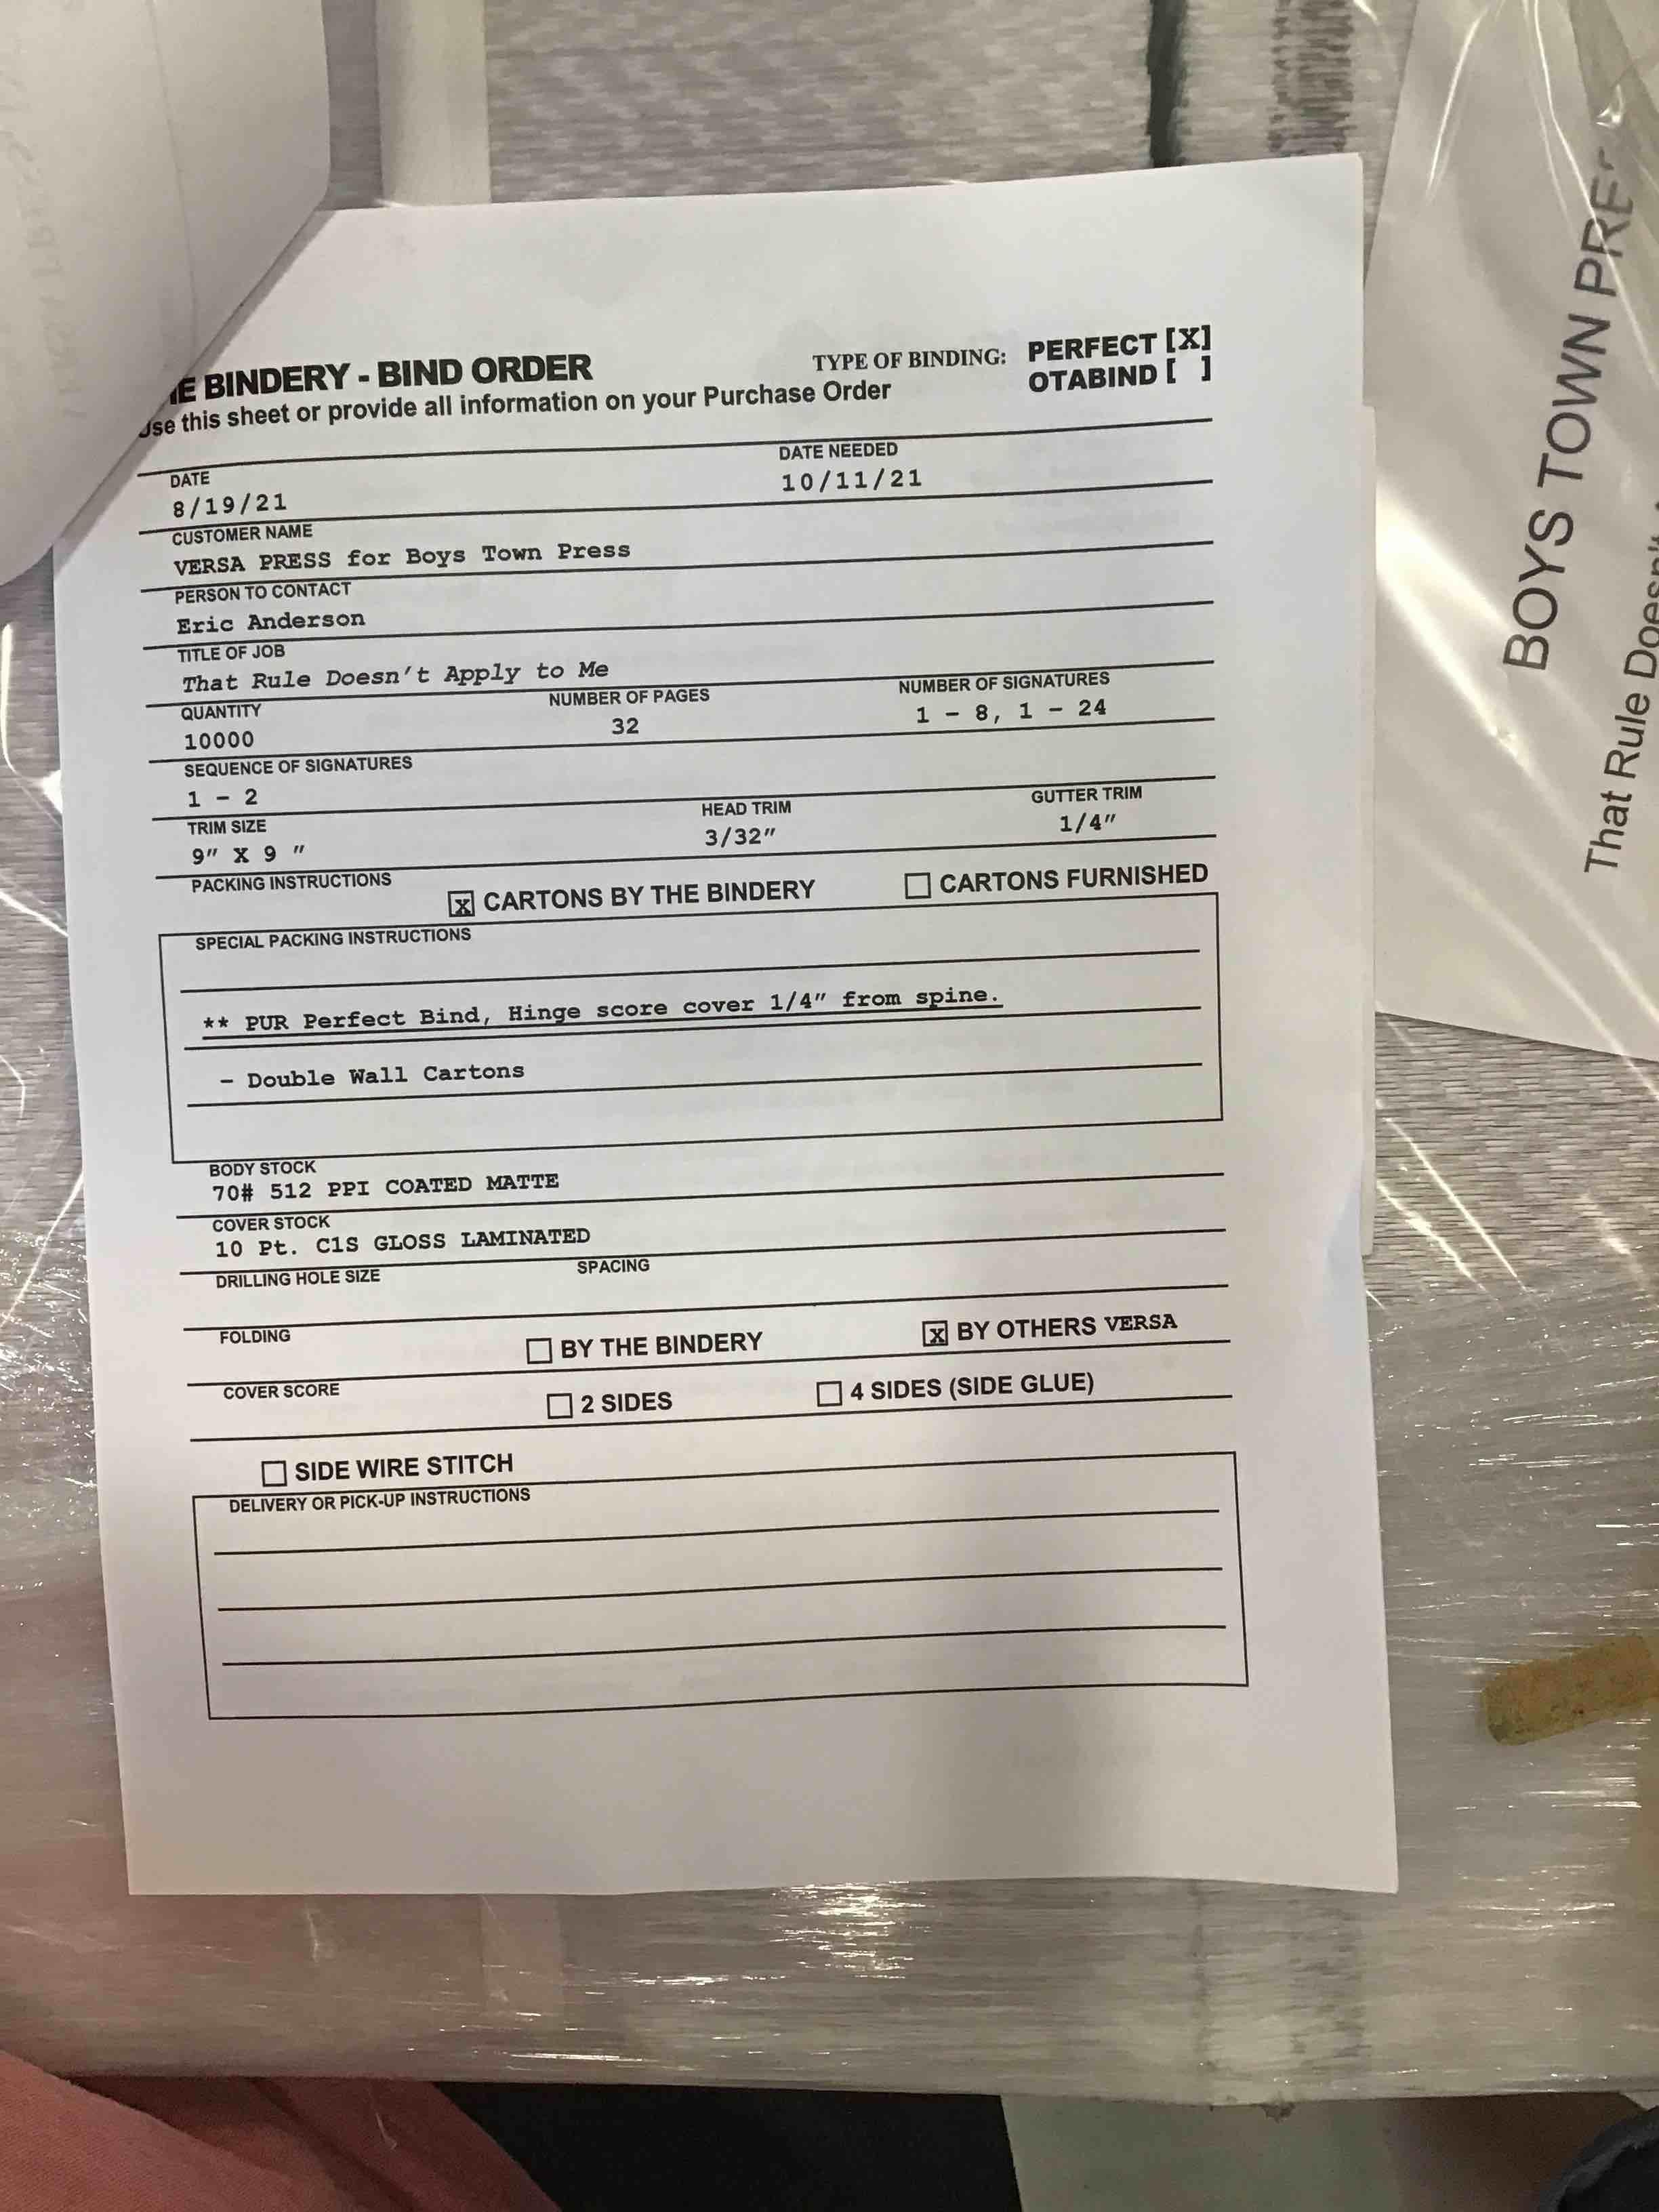 E BINDERY - BIND ORDER
TYPE OF BINDING: PERFECT [X]
OTABIND [ ]
this sheet or provide all information on your Purchase Order
DATE DATE NEEDED
8/19/21 10/11/21
CUSTOMER NAME
VERSA PRESS for Boys Town Press
PERSON TO CONTACT
Eric Anderson
TITLE OF JOB
That Rule Doesn't Apply to Me
QUANTITY NUMBER OF PAGES NUMBER OF SIGNATURES
10000 32 1 - 8, 1 - 24
SEQUENCE OF SIGNATURES
1 - 2
TRIM SIZE HEAD TRIM GUTTER TRIM
9" X 9 " 3/32" 1/4"
PACKING INSTRUCTIONS
[X] CARTONS BY THE BINDERY [ ] CARTONS FURNISHED
SPECIAL PACKING INSTRUCTIONS
** PUR Perfect Bind, Hinge score cover 1/4" from spine.
- Double Wall Cartons
BODY STOCK
70# 512 PPI COATED MATTE
COVER STOCK
10 Pt. C1S GLOSS LAMINATED
DRILLING HOLE SIZE SPACING
FOLDING [ ] BY THE BINDERY [X] BY OTHERS VERSA
COVER SCORE [ ] 2 SIDES [ ] 4 SIDES (SIDE GLUE)
[ ] SIDE WIRE STITCH
DELIVERY OR PICK-UP INSTRUCTIONS
BOYS TOWN PRE
That Rule Doesn't